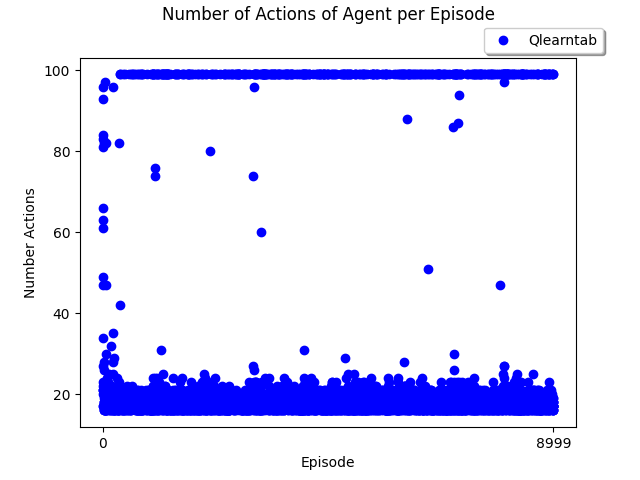 Number of Actions of Agent per Episode
Qlearntab
100
80
60
40
20
Number Actions
0 8999
Episode